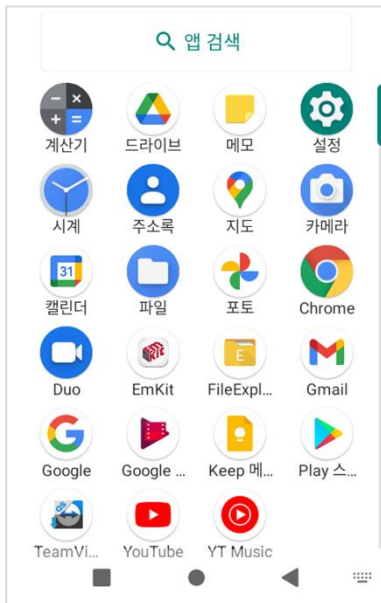 앱 검색
계산기 드라이브 메모 설정
시계 주소록 지도 카메라
31
캘린더 파일 포토 Chrome
Duo EmKit FileExpl... Gmail
Google Google ... Keep 메... Play 스...
TeamVi... YouTube YT Music